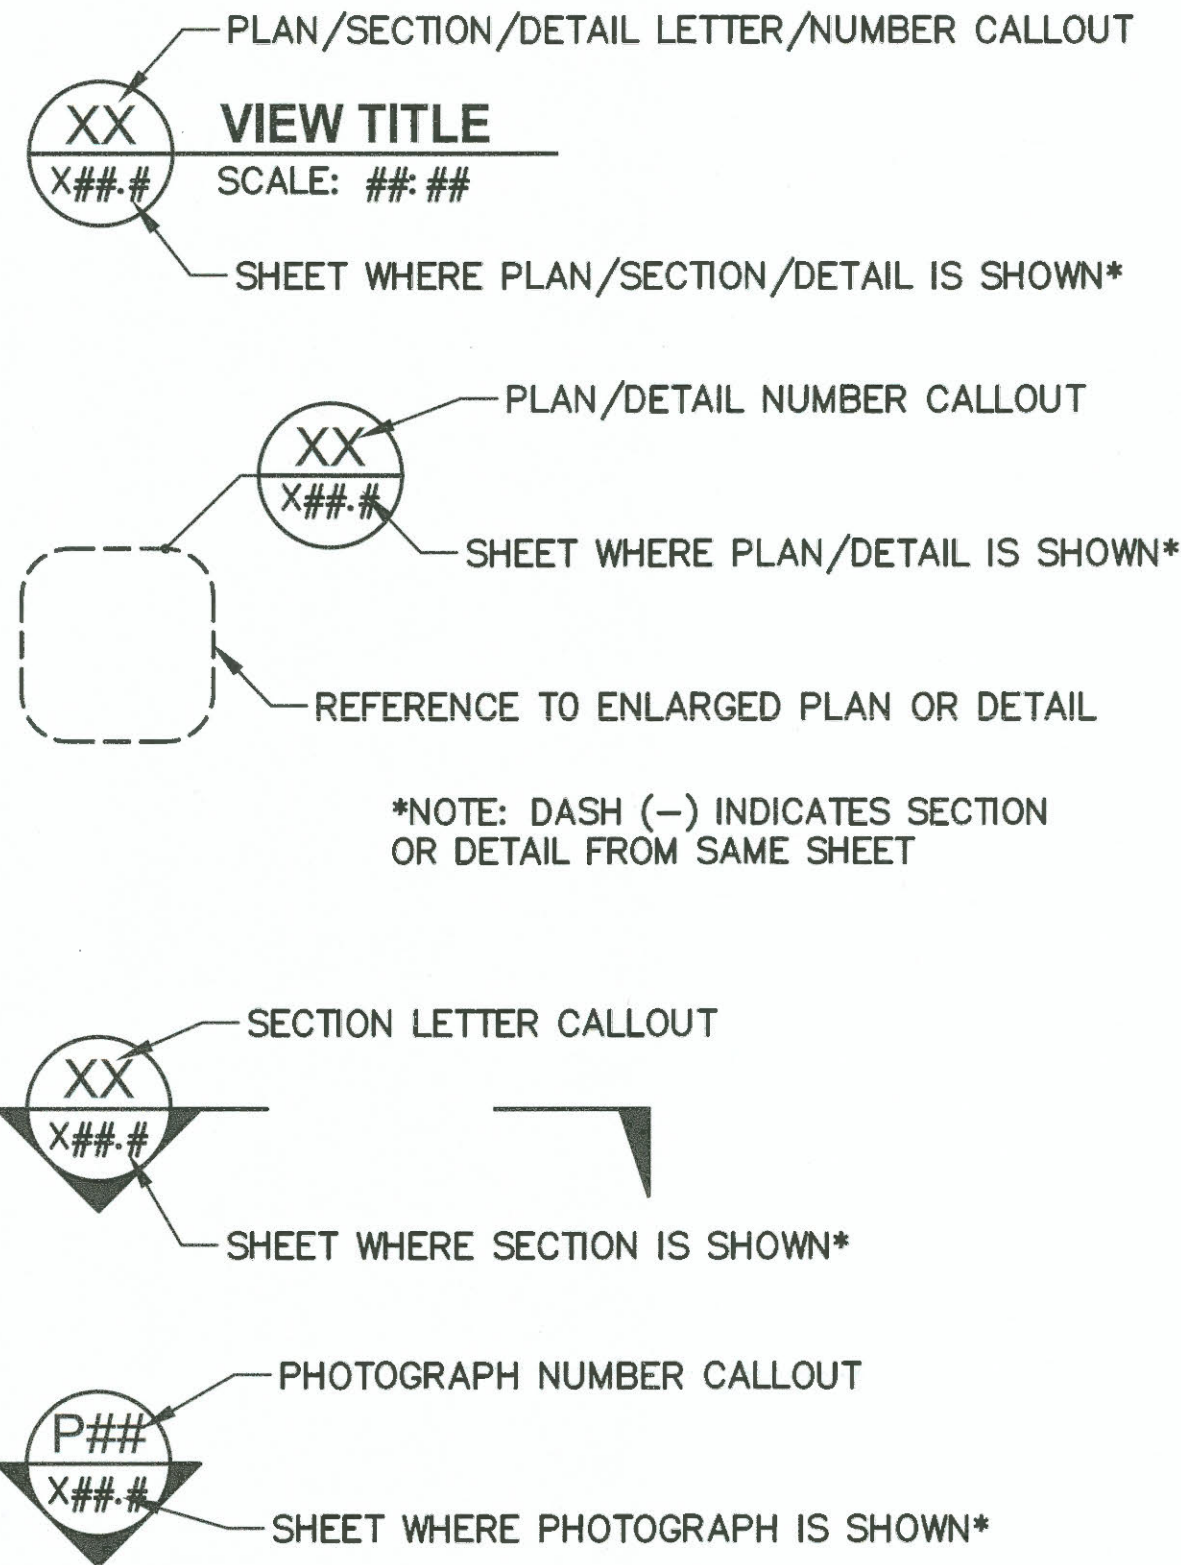 PLAN/SECTION/DETAIL LETTER/NUMBER CALLOUT
XX
VIEW TITLE
X##.#
SCALE: ##:##
SHEET WHERE PLAN/SECTION/DETAIL IS SHOWN*
PLAN/DETAIL NUMBER CALLOUT
XX
X##.#
SHEET WHERE PLAN/DETAIL IS SHOWN*
REFERENCE TO ENLARGED PLAN OR DETAIL
*NOTE: DASH (–) INDICATES SECTION
OR DETAIL FROM SAME SHEET
SECTION LETTER CALLOUT
XX
X##.#
SHEET WHERE SECTION IS SHOWN*
PHOTOGRAPH NUMBER CALLOUT
P##
X##.#
SHEET WHERE PHOTOGRAPH IS SHOWN*